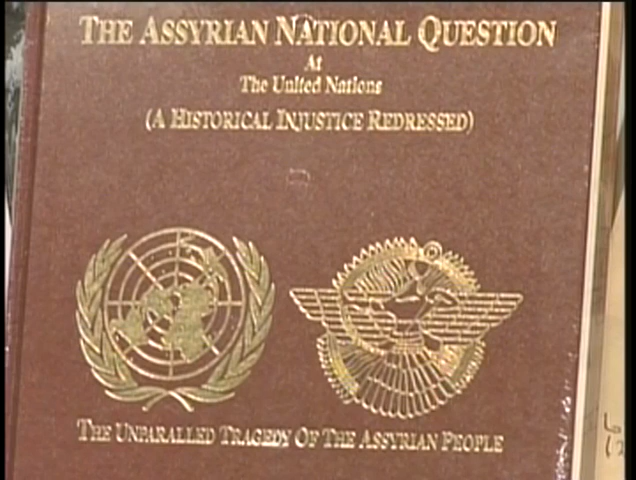 THE ASSYRIAN NATIONAL QUESTION
At
The United Nations
(A HISTORICAL INJUSTICE REDRESSED)
THE UNPARALLED TRAGEDY OF THE ASSYRIAN PEOPLE